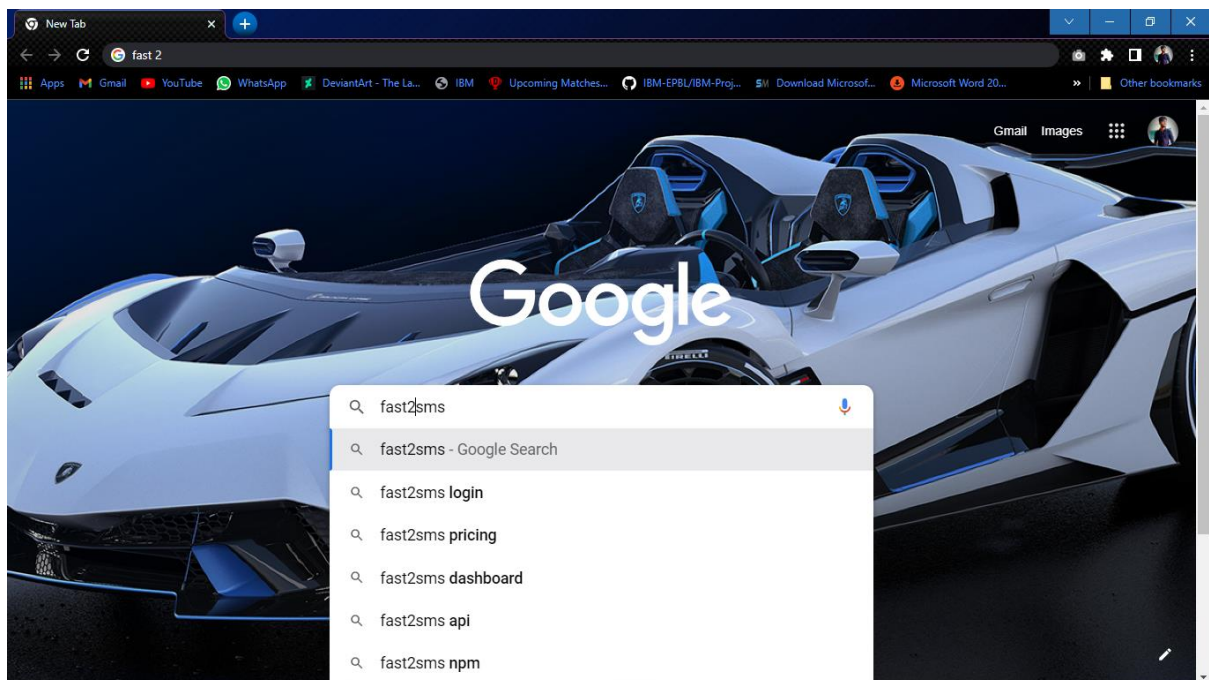 New Tab
fast 2
Apps Gmail YouTube WhatsApp DeviantArt - The La... IBM Upcoming Matches... IBM-EPBL/IBM-Proj... Download Microsof... Microsoft Word 20... » Other bookmarks
Gmail Images
Google
PIRELLI
fast2sms
fast2sms - Google Search
fast2sms login
fast2sms pricing
fast2sms dashboard
fast2sms api
fast2sms npm